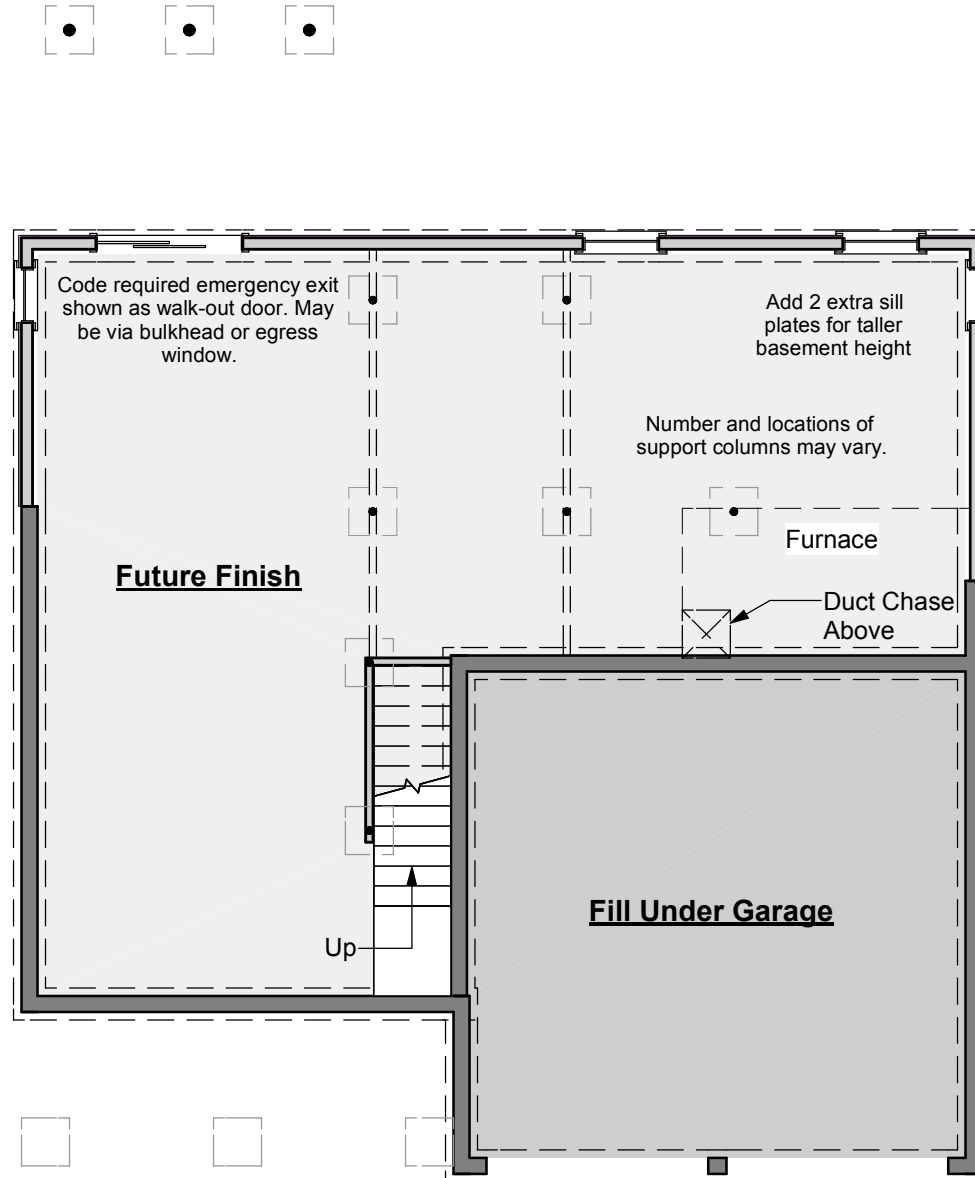 Code required emergency exit
shown as walk-out door. May
be via bulkhead or egress
window.
Add 2 extra sill
plates for taller
basement height
Number and locations of
support columns may vary.
Furnace
Future Finish
Duct Chase
Above
Fill Under Garage
Up